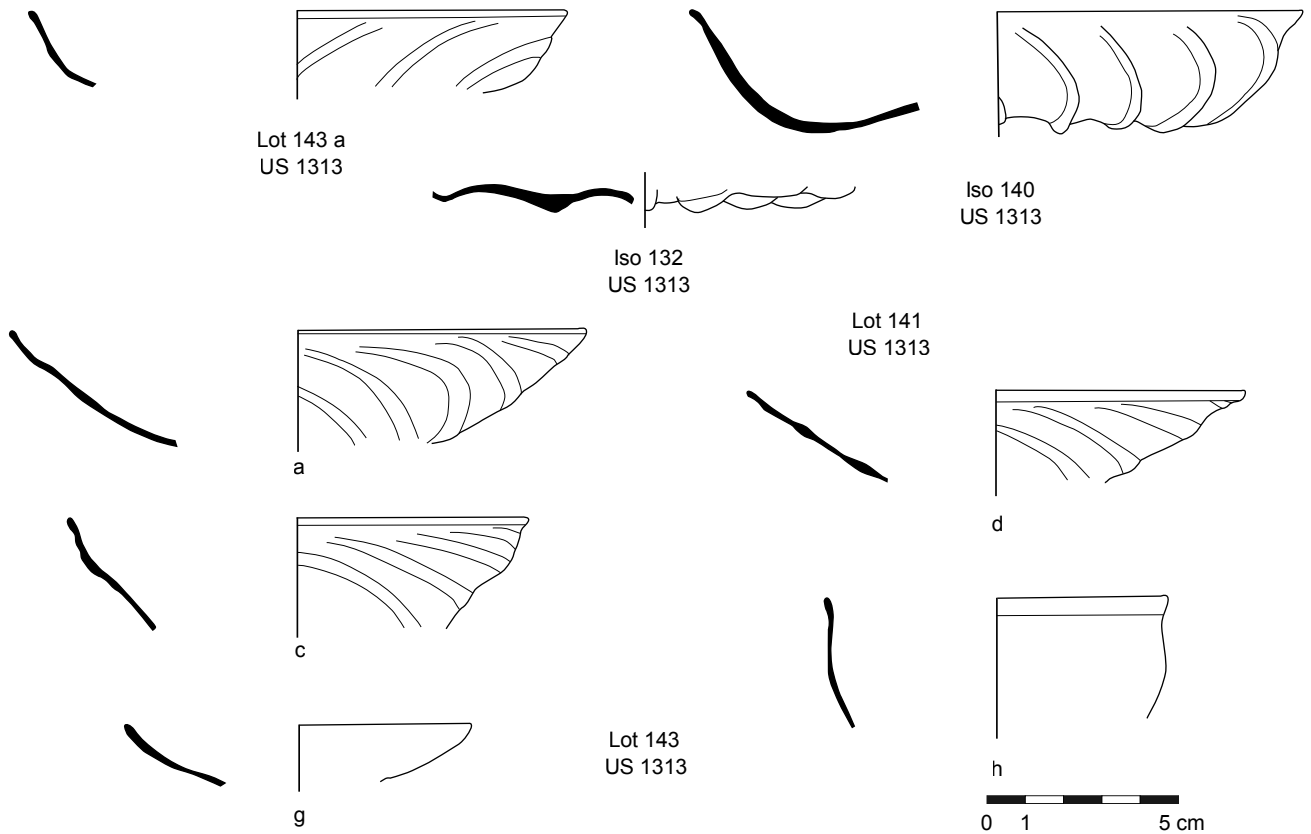 Lot 143 a
US 1313
Iso 140
US 1313
Iso 132
US 1313
Lot 141
US 1313
a
d
c
Lot 143
US 1313
g
h
0 1 5 cm